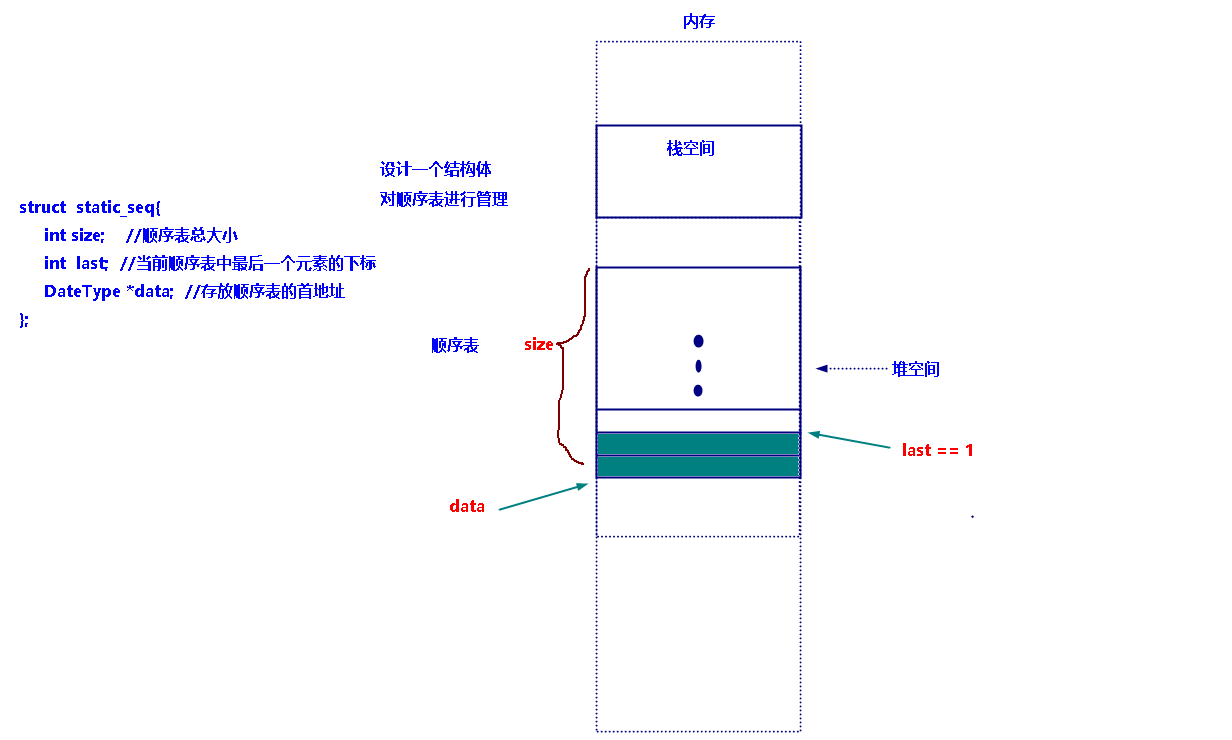 内存
栈空间
设计一个结构体
对顺序表进行管理
struct static_seq{
int size; //顺序表总大小
int last; //当前顺序表中最后一个元素的下标
DateType *data; //存放顺序表的首地址
};
顺序表
size
堆空间
last == 1
data